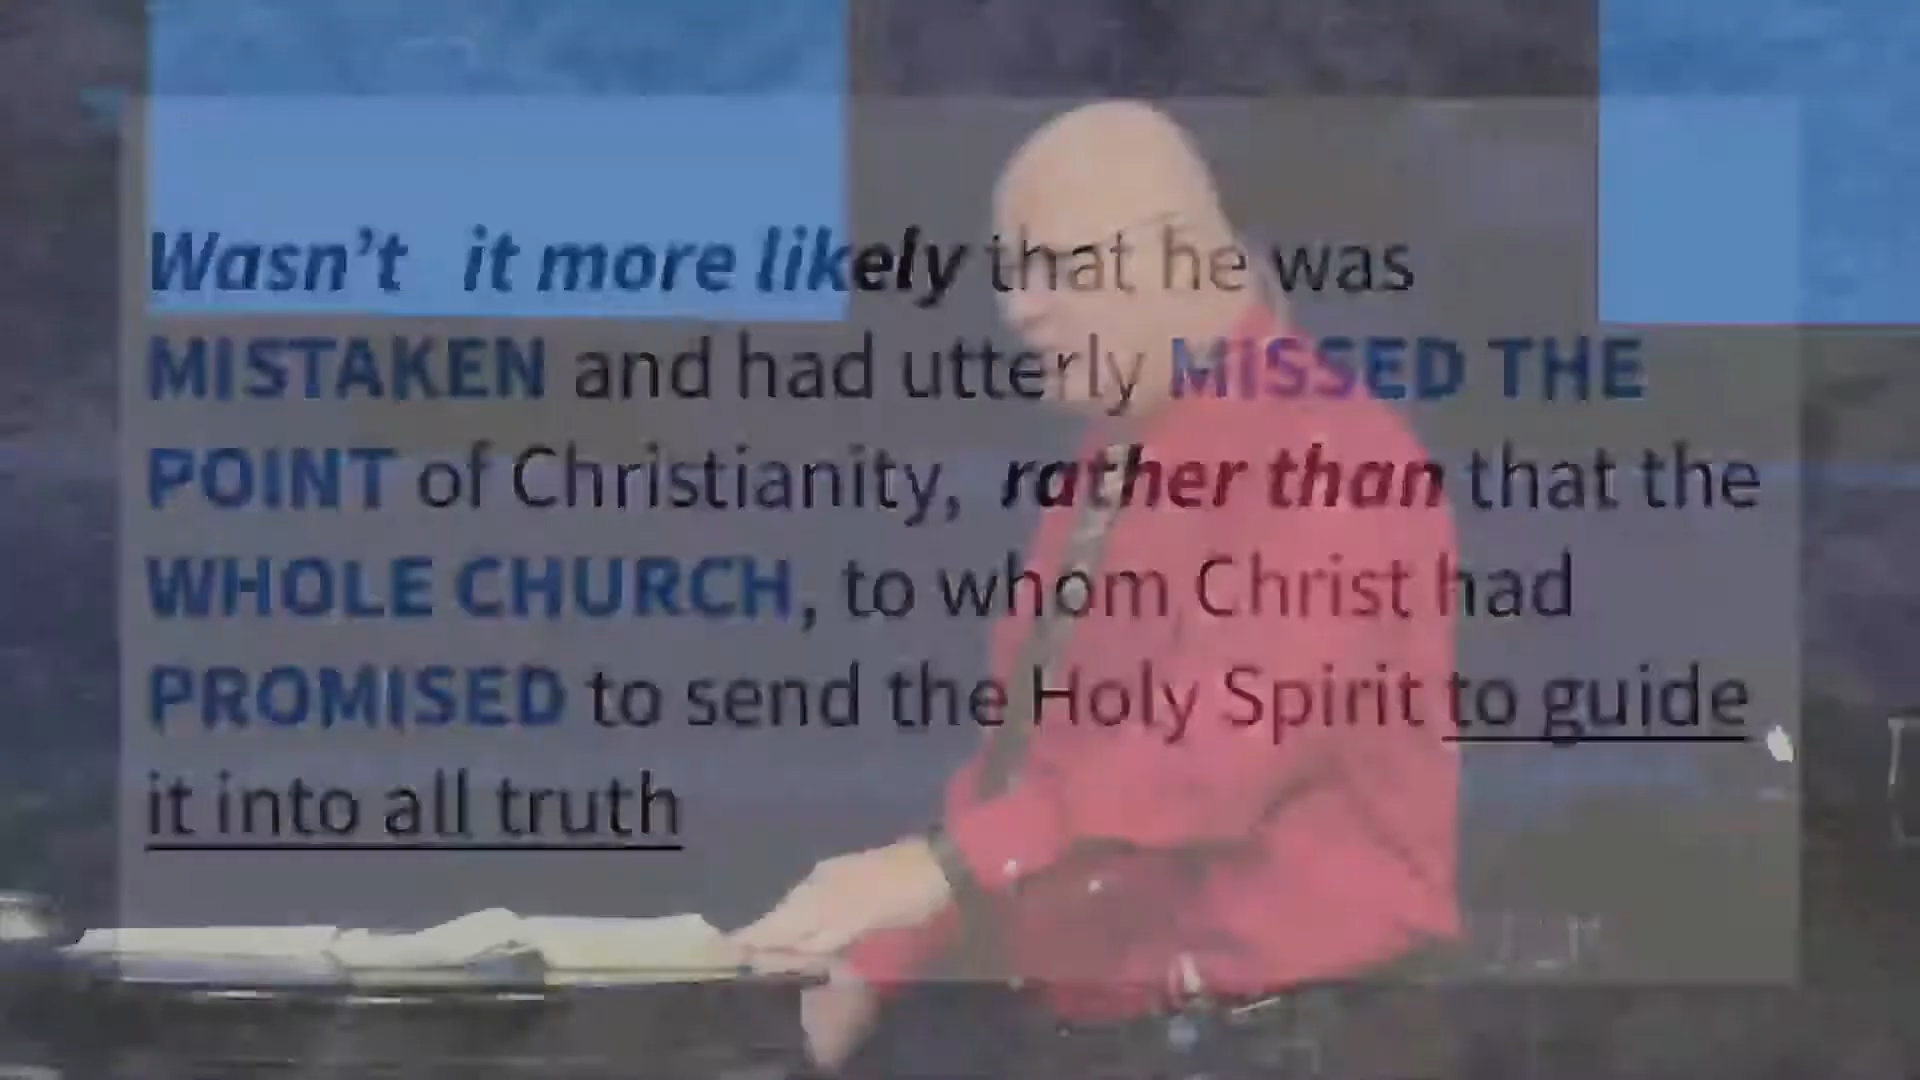 Wasn't it more likely that he was
MISTAKEN and had utterly MISSED THE
POINT of Christianity, rather than that the
WHOLE CHURCH, to whom Christ had
PROMISED to send the Holy Spirit to guide
it into all truth